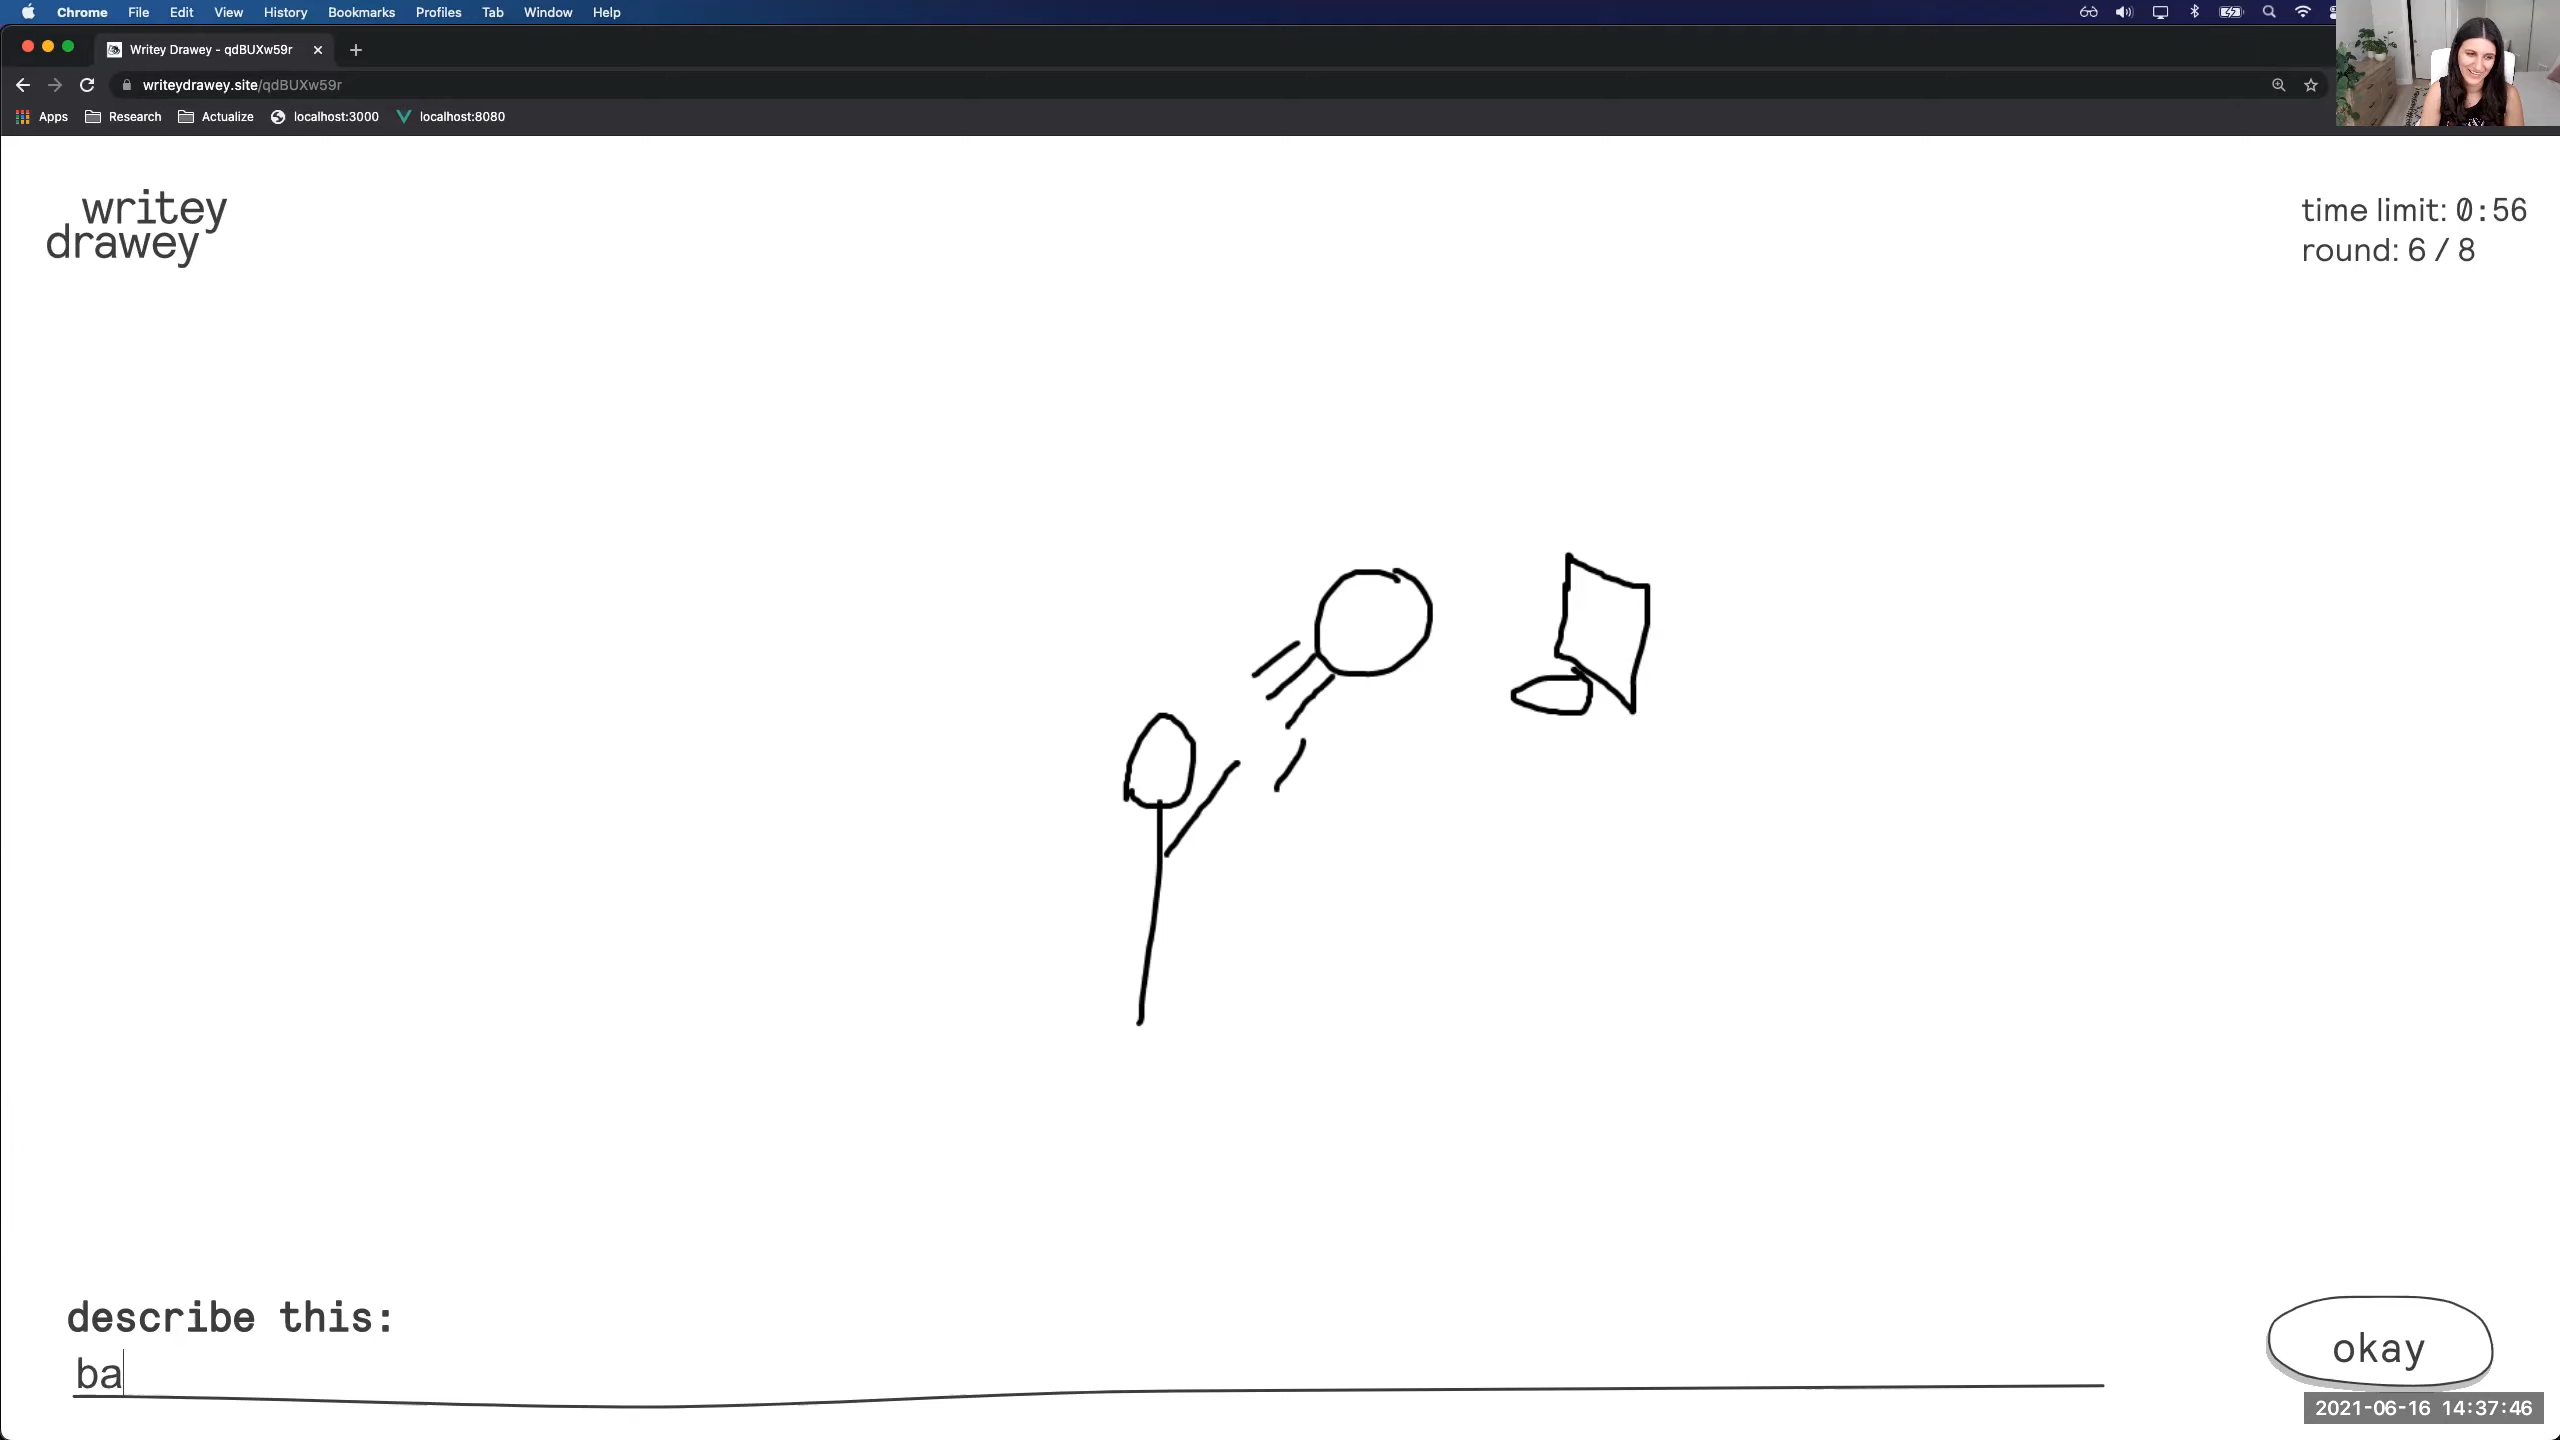 Chrome File Edit View History Bookmarks Profiles Tab Window Help
Writey Drawey - qdBUXw59r
writeydrawey.site/qdBUXw59r
Apps Research Actualize localhost:3000 localhost:8080
writey
drawey
time limit: 0:56
round: 6 / 8
describe this:
ba
okay
2021-06-16 14:37:46